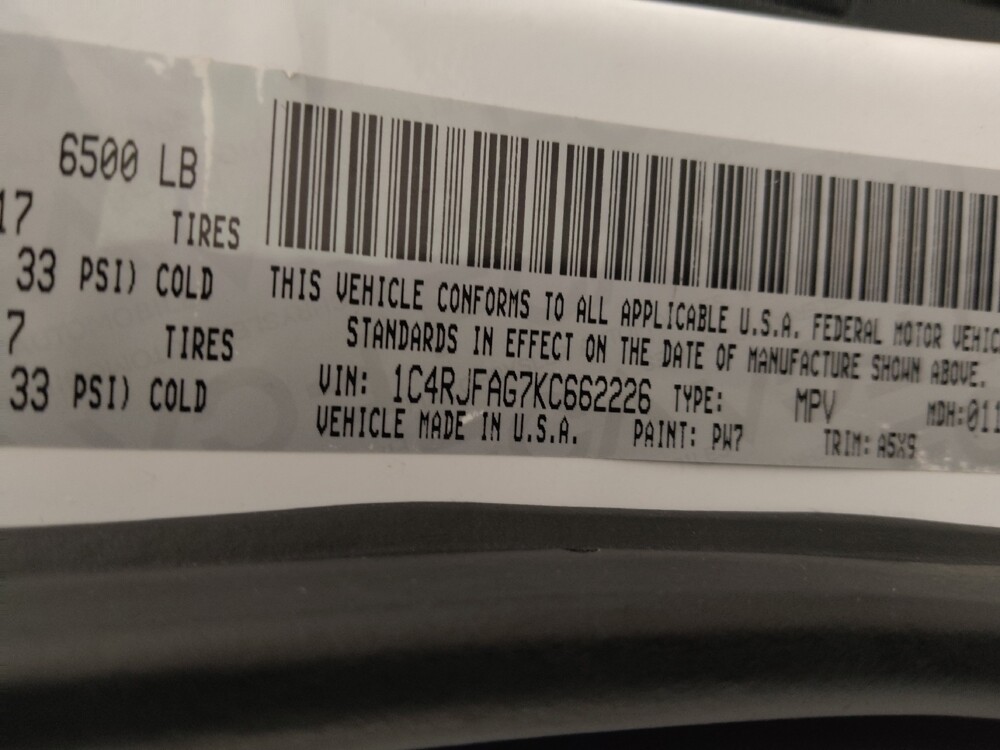 6500 LB
17 TIRES
33 PSI) COLD
7 TIRES
33 PSI) COLD
THIS VEHICLE CONFORMS TO ALL APPLICABLE U.S.A. FEDERAL MOTOR VEHIC
STANDARDS IN EFFECT ON THE DATE OF MANUFACTURE SHOWN ABOVE.
VIN: 1C4RJFAG7KC662226 TYPE: MPV MDH:011
VEHICLE MADE IN U.S.A. PAINT: PW7 TRIM: A5X9